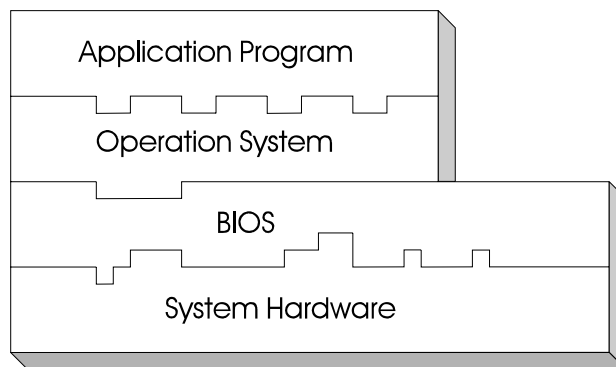 Application Program
Operation System
BIOS
System Hardware